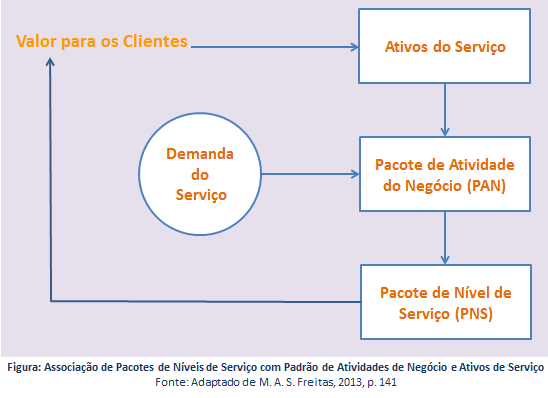 Valor para os Clientes
Ativos do Serviço
Demanda
do
Serviço
Pacote de Atividade
do Negócio (PAN)
Pacote de Nível de
Serviço (PNS)
Figura: Associação de Pacotes de Níveis de Serviço com Padrão de Atividades de Negócio e Ativos de Serviço
Fonte: Adaptado de M. A. S. Freitas, 2013, p. 141